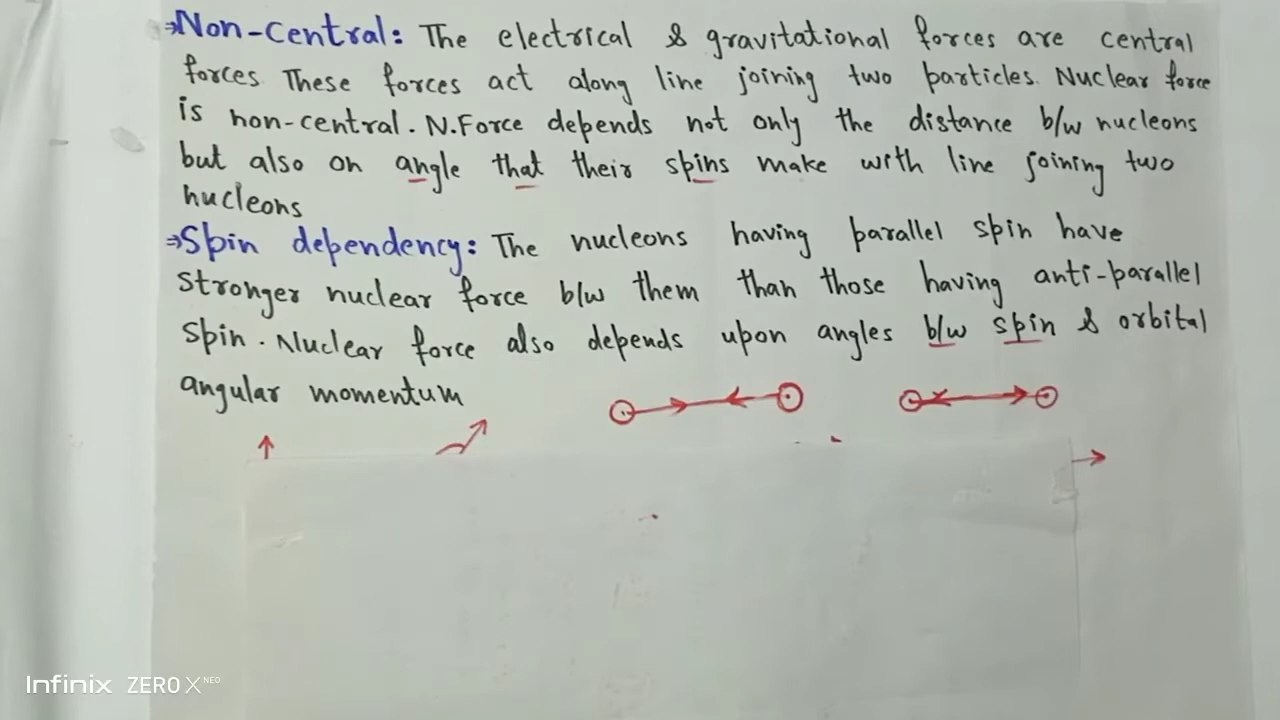 ⇒Non-Central: The electrical & gravitational forces are central
forces These forces act along line joining two particles. Nuclear force
is non-central. N.Force depends not only the distance b/w nucleons
but also on angle that their spins make with line joining two
nucleons
⇒Spin dependency: The nucleons having parallel spin have
stronger nuclear force b/w them than those having anti-parallel
spin. Nuclear force also depends upon angles b/w spin & orbital
angular momentum
Infinix ZERO X NEO